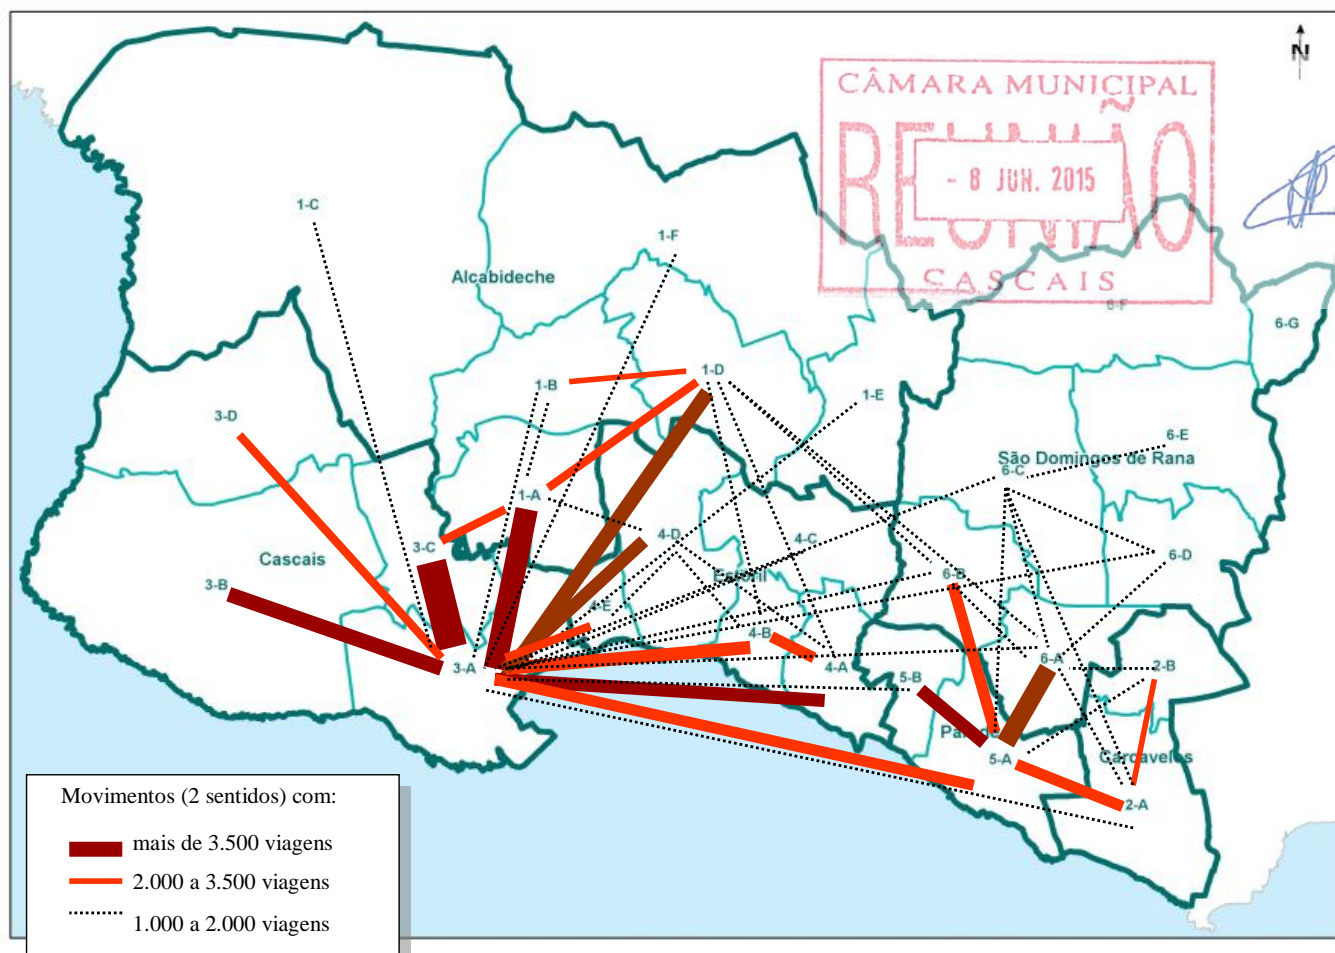 N
CÂMARA MUNICIPAL
REUNIÃO
- 8 JUN. 2015
CASCAIS
1-C
1-F
Alcabideche
6-F
6-G
1-B
1-D
1-E
3-D
6-E
São Domingos de Rana
6-C
1-A
3-C
4-D
4-C
6-D
Cascais
3-B
Estoril
6-B
4-E
4-B
3-A
4-A
6-A
2-B
5-B
Parede
5-A
Carcavelos
2-A
Movimentos (2 sentidos) com:
mais de 3.500 viagens
2.000 a 3.500 viagens
1.000 a 2.000 viagens